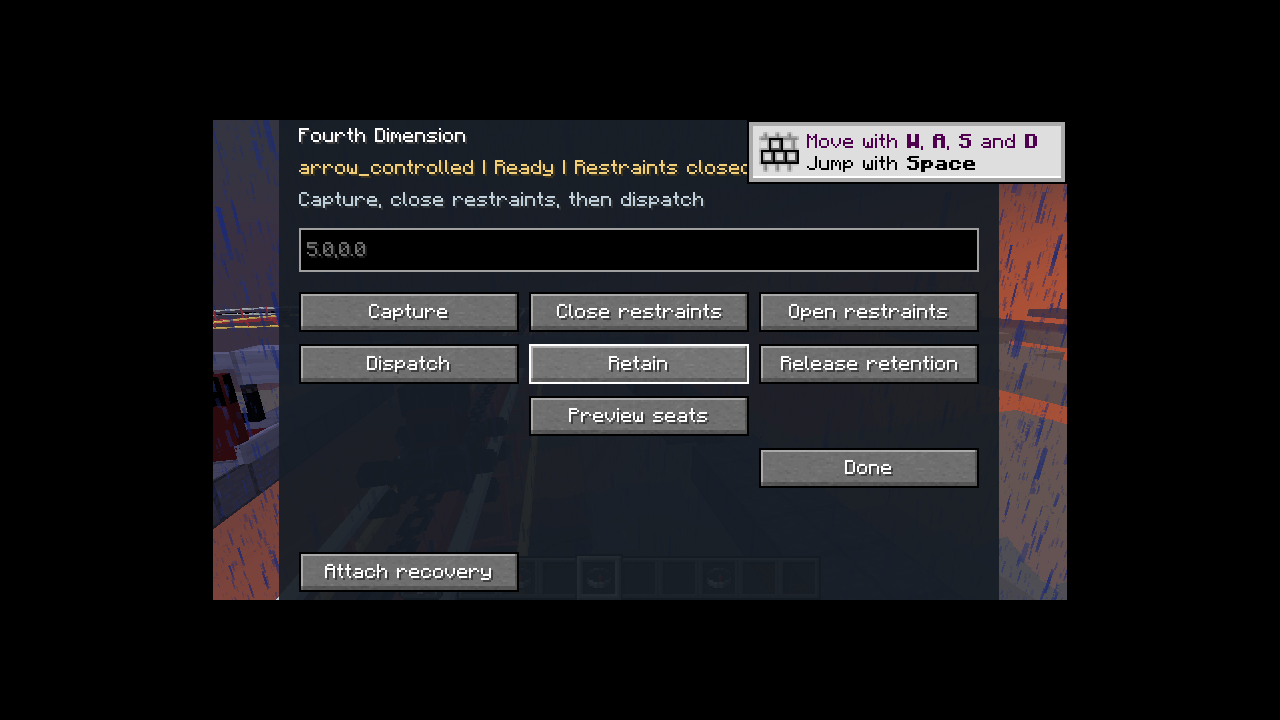 Fourth Dimension
arrow_controlled | Ready | Restraints closed
Move with W, A, S and D
Jump with Space
Capture, close restraints, then dispatch
5.0,0.0
Capture
Close restraints
Open restraints
Dispatch
Retain
Release retention
Preview seats
Done
Attach recovery